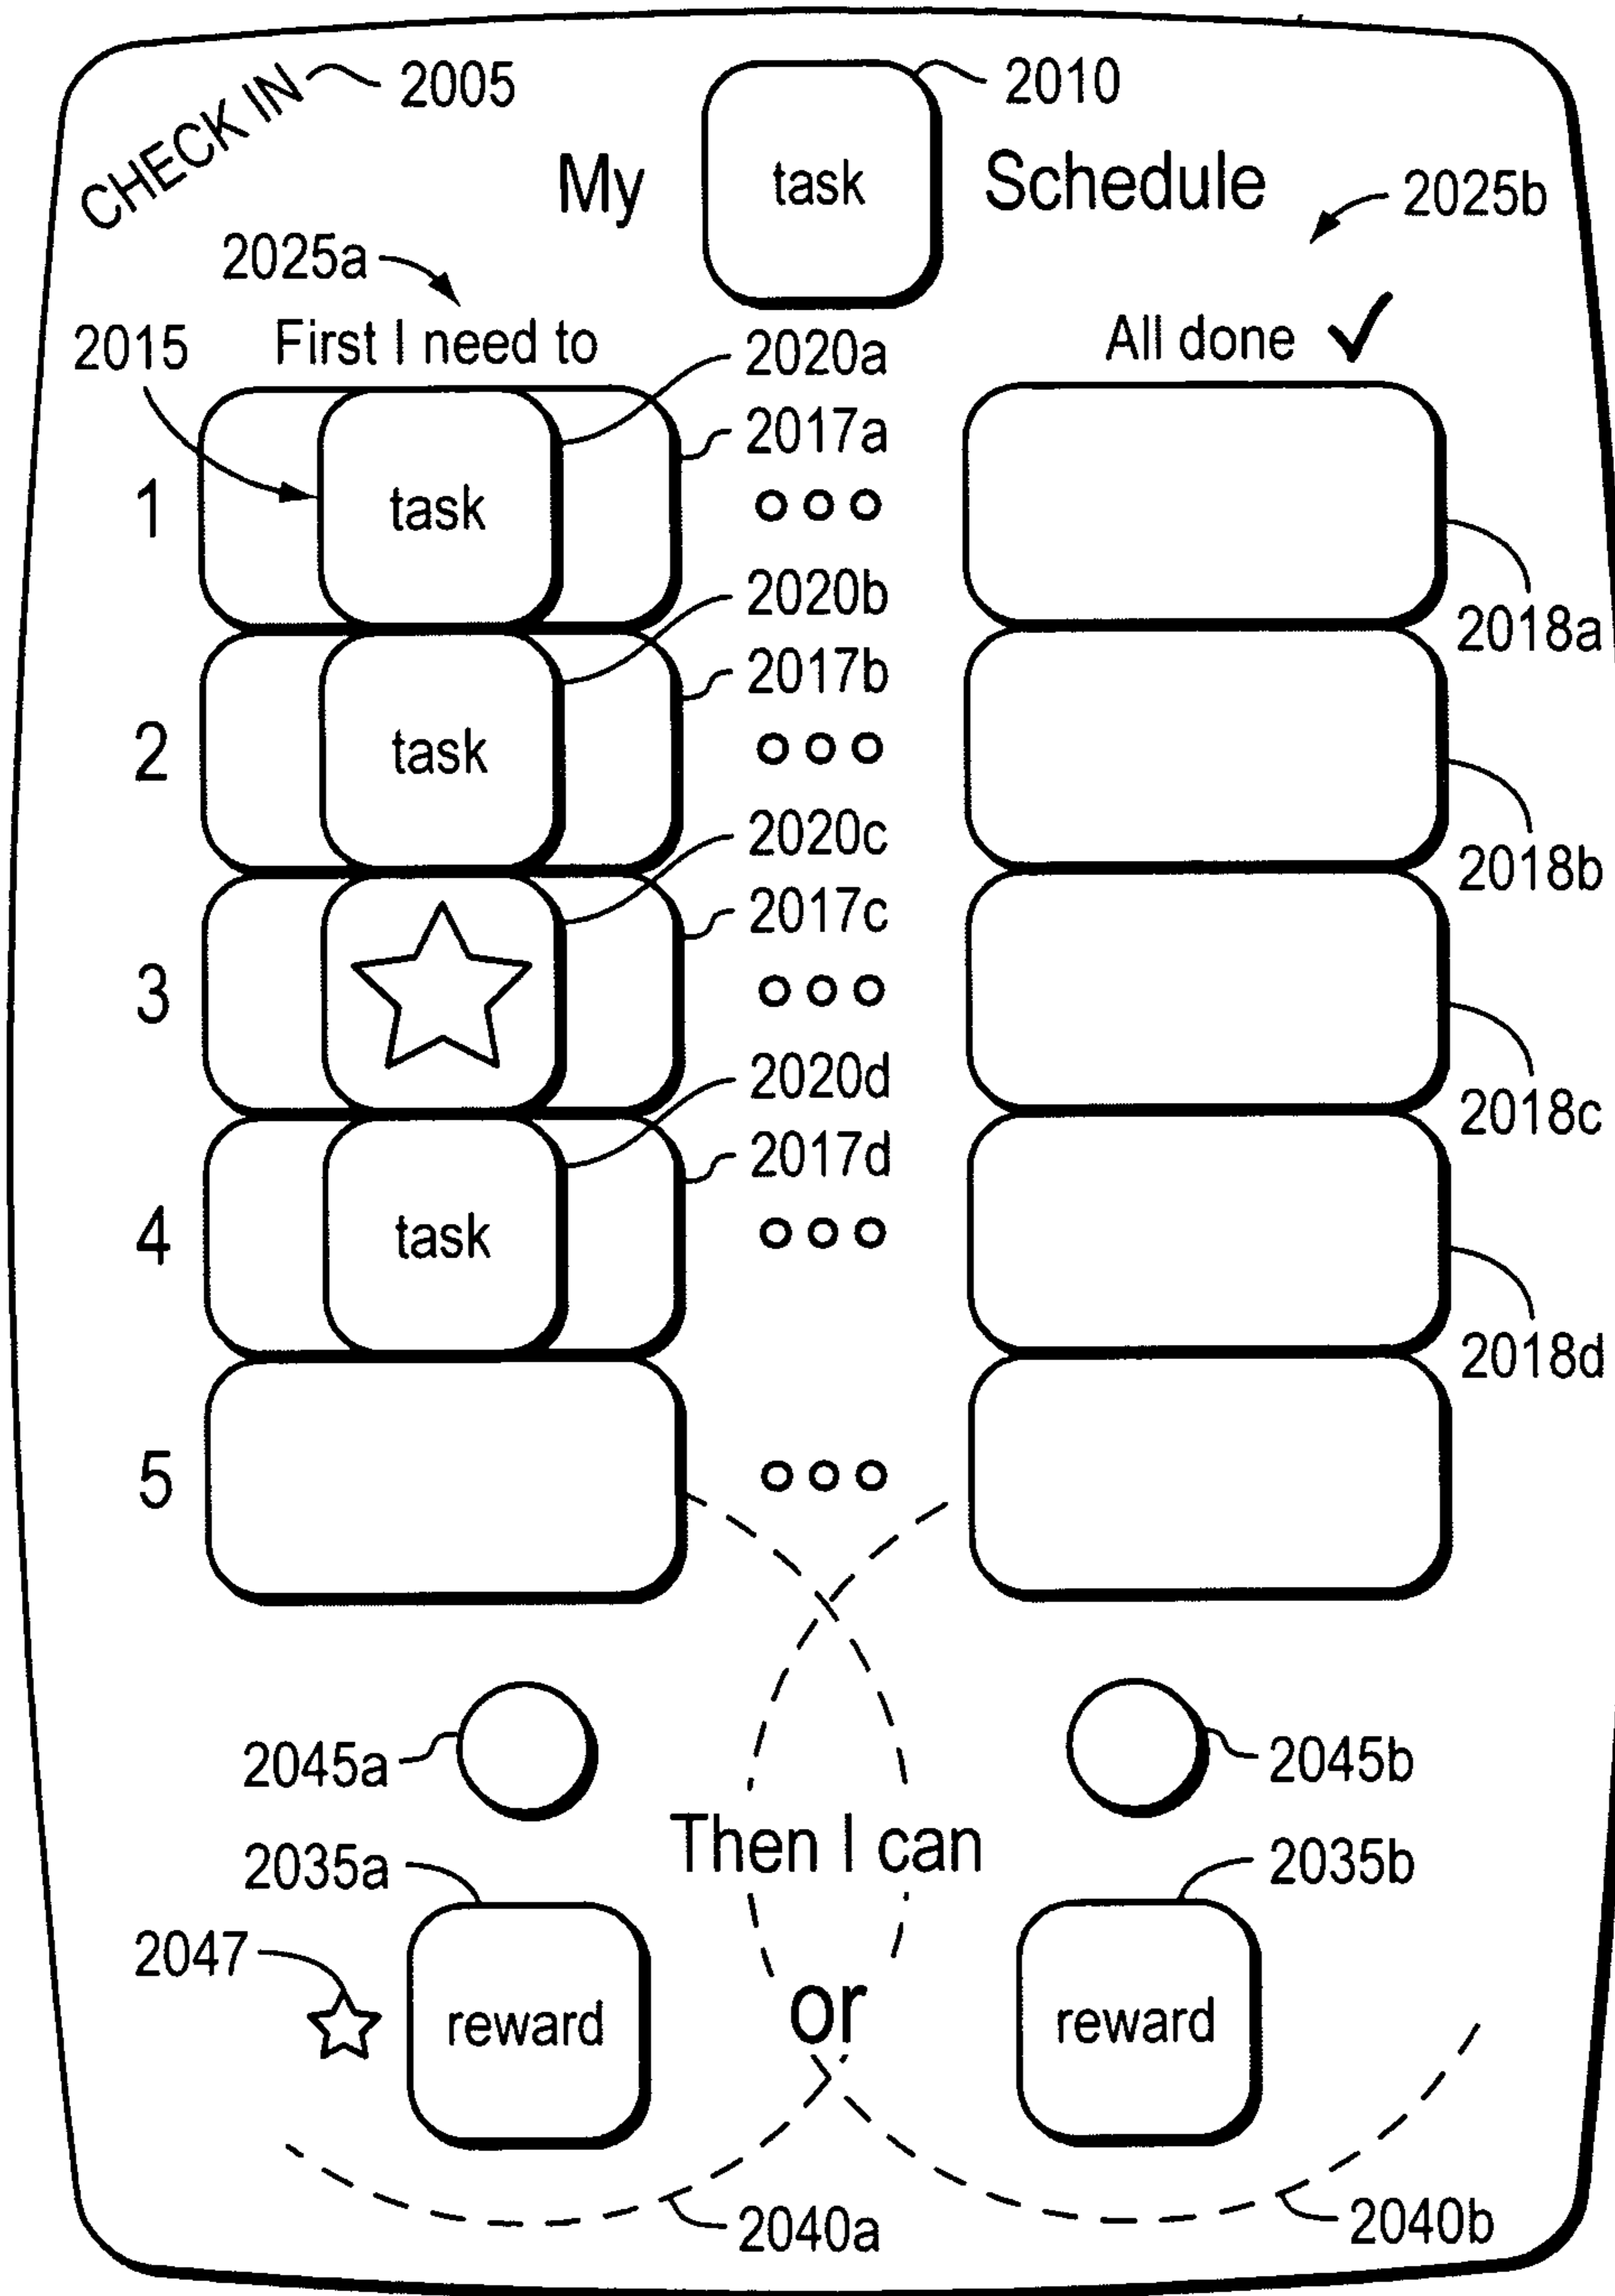 CHECK IN 2005
2010
My task Schedule
2025b
2025a
2015 First I need to
All done ✓
2020a
2017a
1 task
2018a
2020b
2017b
2 task
2018b
2020c
2017c
3
2018c
2020d
2017d
4 task
2018d
5
2045a
2045b
Then I can
2035a
2035b
2047
reward or reward
2040a
2040b